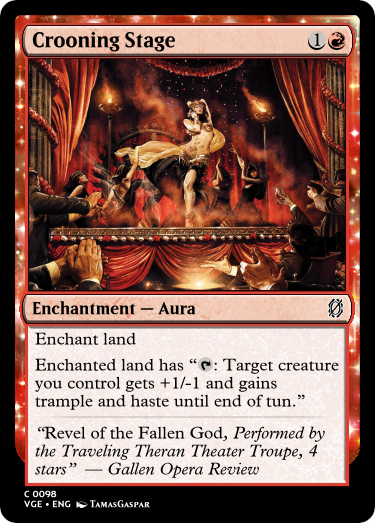 Crooning Stage 1
Enchantment — Aura
Enchant land
Enchanted land has “: Target creature
you control gets +1/-1 and gains
trample and haste until end of tun.”
“Revel of the Fallen God, Performed by
the Traveling Theran Theater Troupe, 4
stars” — Gallen Opera Review
C 0098
VGE • ENG TamasGaspar